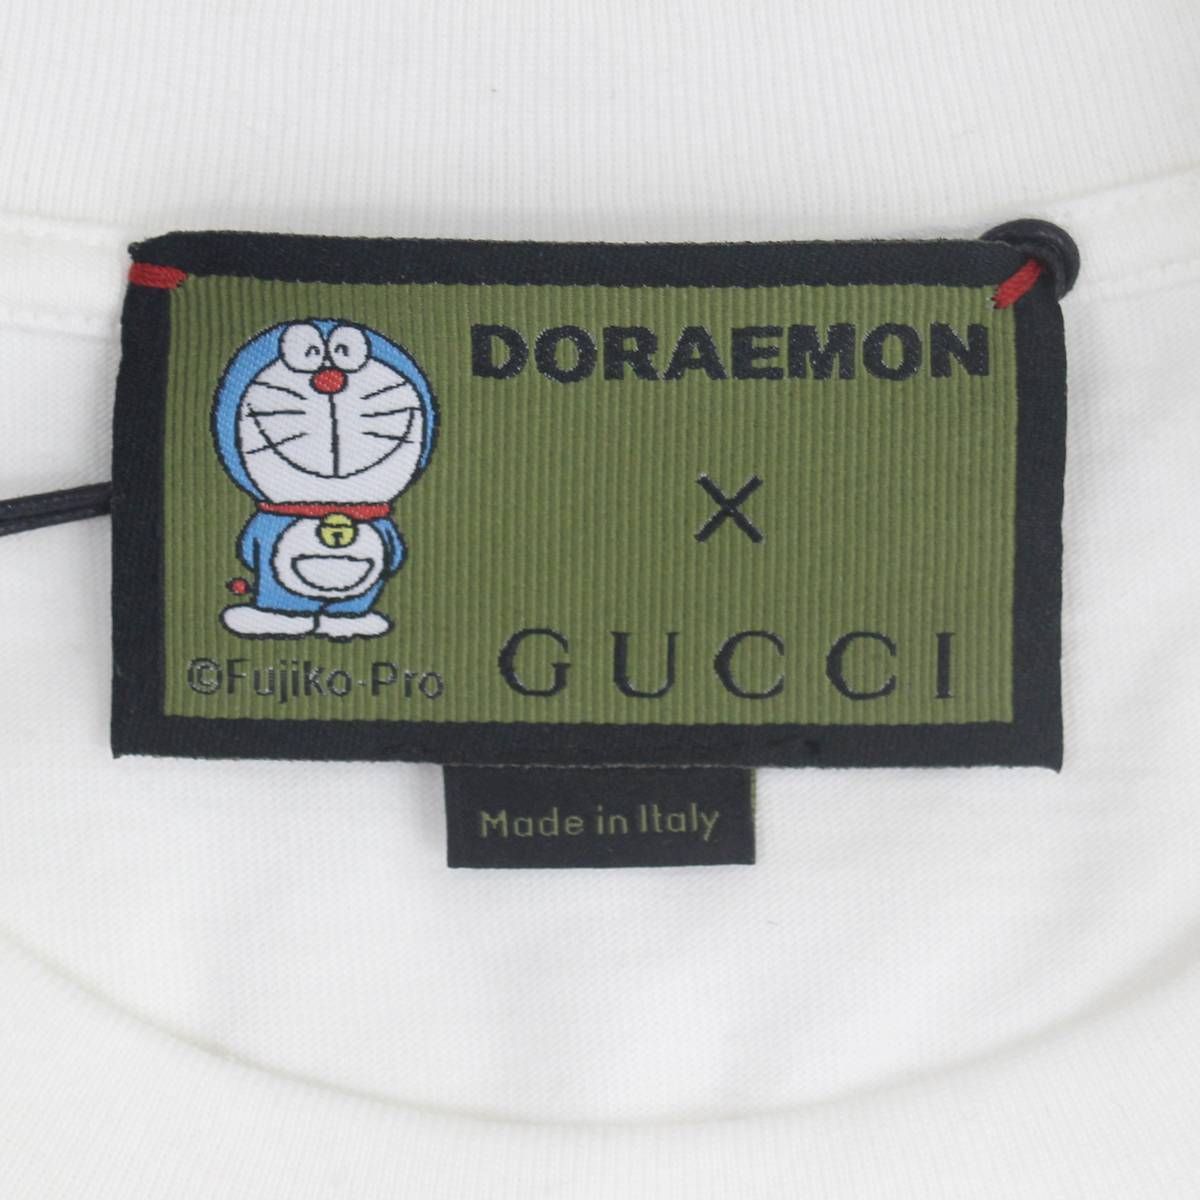 DORAEMON
×
GUCCI
©Fujiko-Pro
Made in Italy